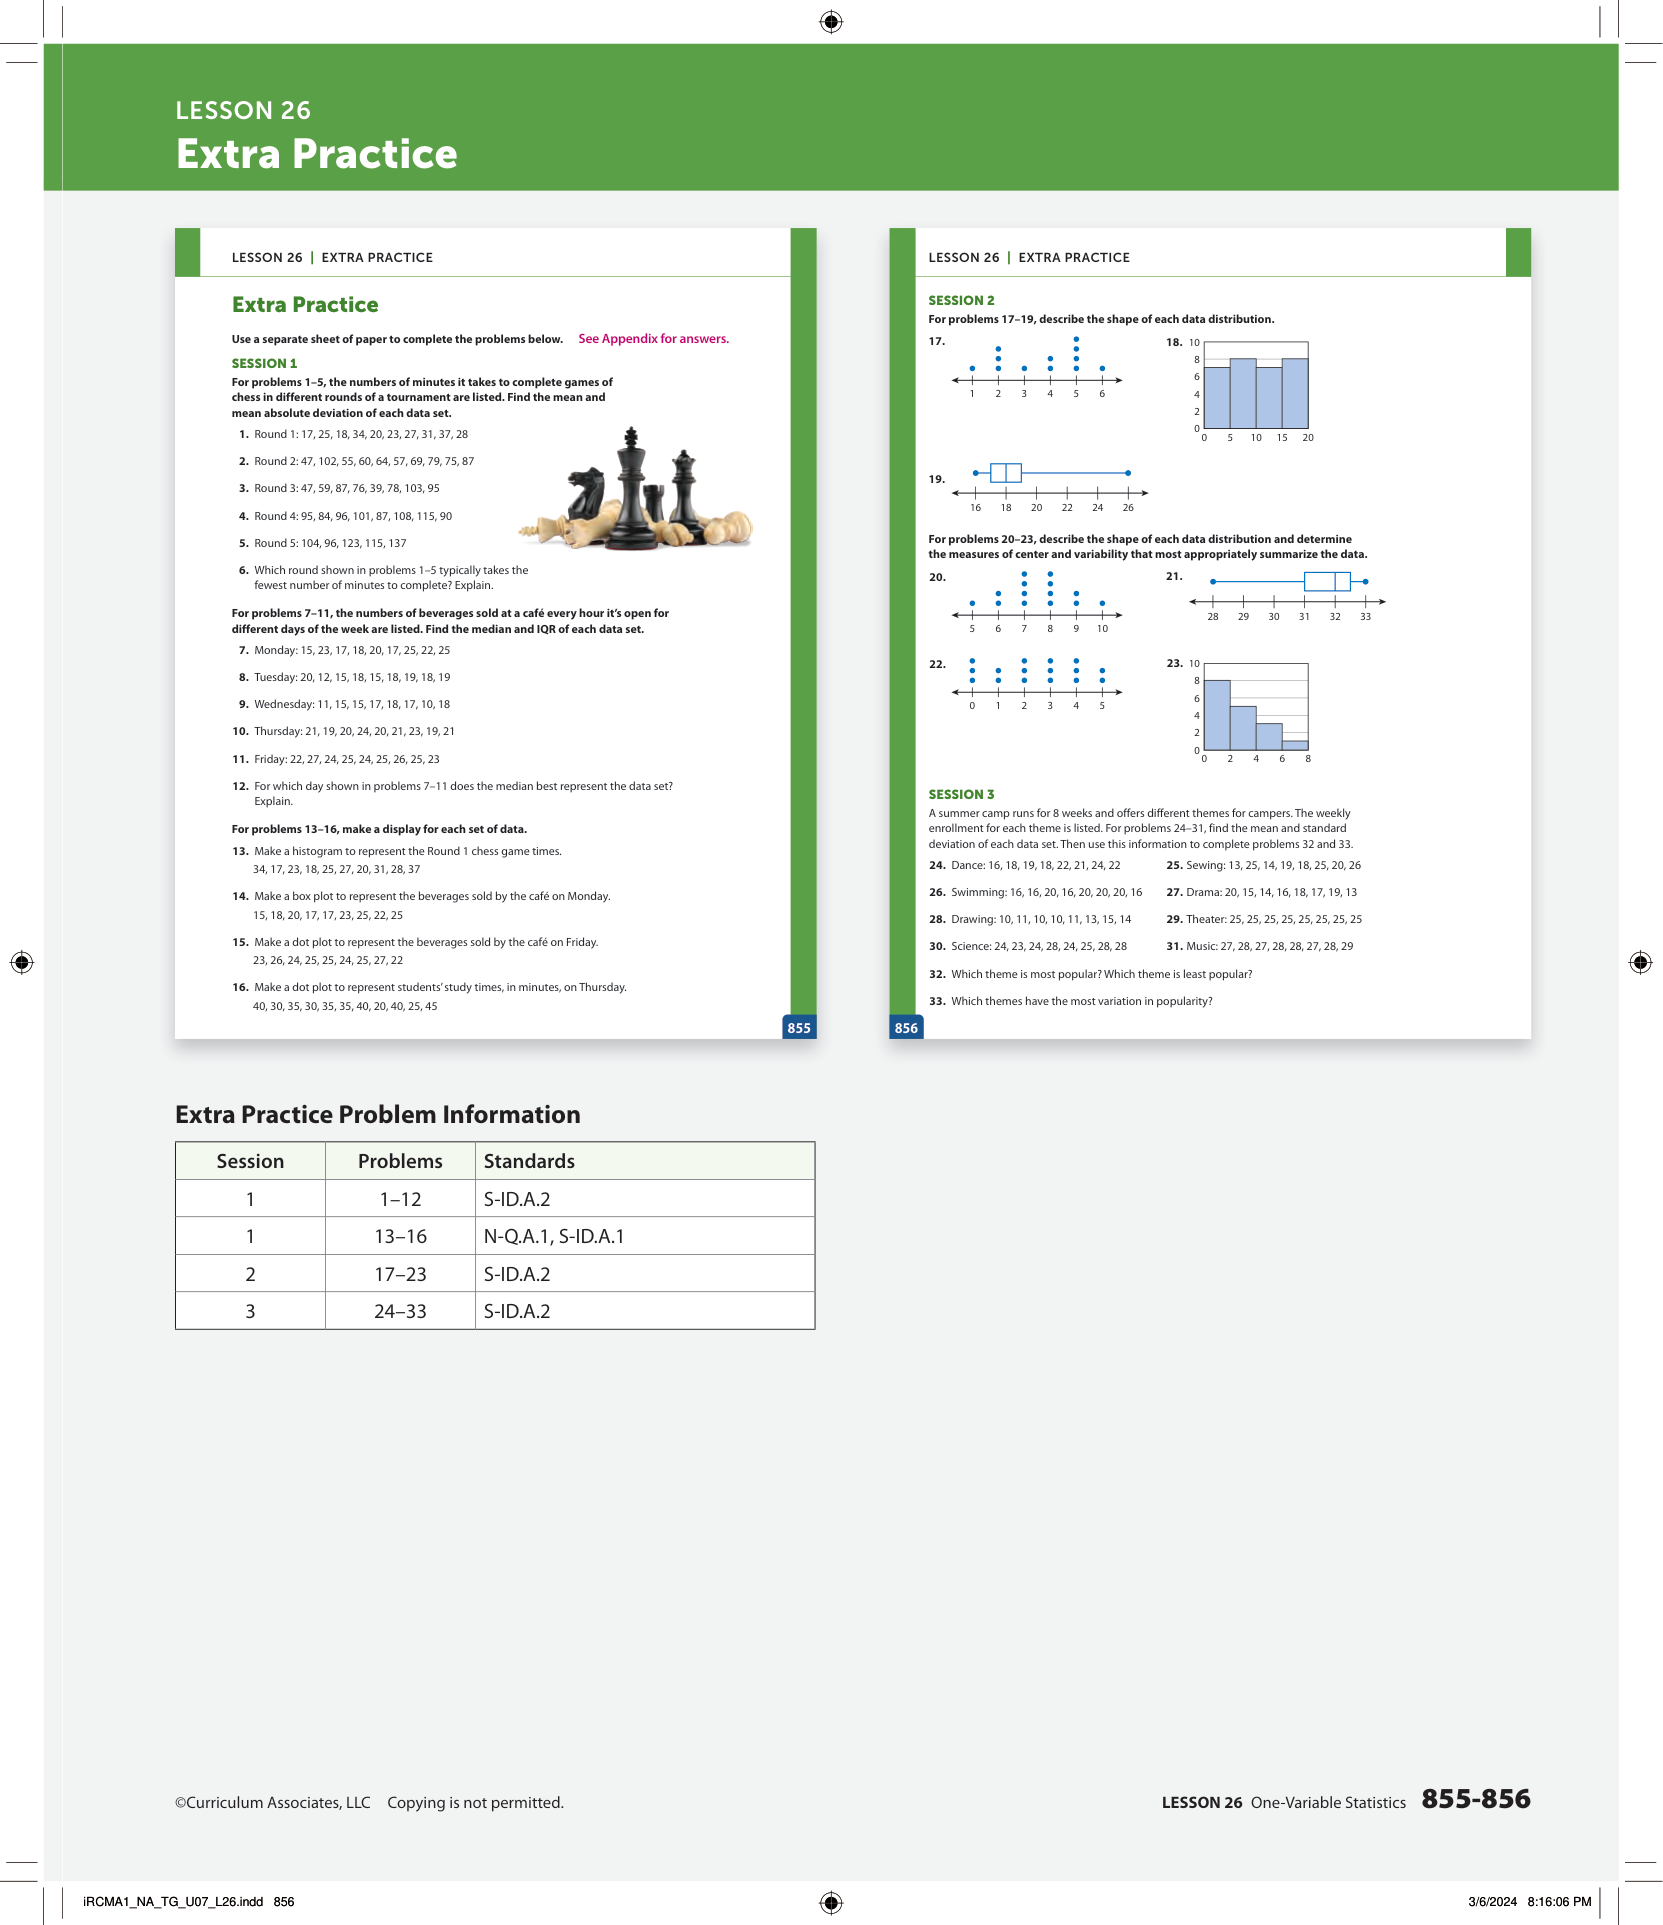 LESSON 26
Extra Practice
LESSON 26 | EXTRA PRACTICE
Extra Practice
Use a separate sheet of paper to complete the problems below. See Appendix for answers.
SESSION 1
For problems 1–5, the numbers of minutes it takes to complete games of
chess in different rounds of a tournament are listed. Find the mean and
mean absolute deviation of each data set.
1. Round 1: 17, 25, 18, 34, 20, 23, 27, 31, 37, 28
2. Round 2: 47, 102, 55, 60, 64, 57, 69, 79, 75, 87
3. Round 3: 47, 59, 87, 76, 39, 78, 103, 95
4. Round 4: 95, 84, 96, 101, 87, 108, 115, 90
5. Round 5: 104, 96, 123, 115, 137
6. Which round shown in problems 1–5 typically takes the
fewest number of minutes to complete? Explain.
For problems 7–11, the numbers of beverages sold at a café every hour it's open for
different days of the week are listed. Find the median and IQR of each data set.
7. Monday: 15, 23, 17, 18, 20, 17, 25, 22, 25
8. Tuesday: 20, 12, 15, 18, 15, 18, 19, 18, 19
9. Wednesday: 11, 15, 15, 17, 18, 17, 10, 18
10. Thursday: 21, 19, 20, 24, 20, 21, 23, 19, 21
11. Friday: 22, 27, 24, 25, 24, 25, 26, 25, 23
12. For which day shown in problems 7–11 does the median best represent the data set?
Explain.
For problems 13–16, make a display for each set of data.
13. Make a histogram to represent the Round 1 chess game times.
34, 17, 23, 18, 25, 27, 20, 31, 28, 37
14. Make a box plot to represent the beverages sold by the café on Monday.
15, 18, 20, 17, 17, 23, 25, 22, 25
15. Make a dot plot to represent the beverages sold by the café on Friday.
23, 26, 24, 25, 25, 24, 25, 27, 22
16. Make a dot plot to represent students' study times, in minutes, on Thursday.
40, 30, 35, 30, 35, 35, 40, 20, 40, 25, 45
855
LESSON 26 | EXTRA PRACTICE
SESSION 2
For problems 17–19, describe the shape of each data distribution.
17.
1 2 3 4 5 6
18.
10
8
6
4
2
0
0 5 10 15 20
19.
16 18 20 22 24 26
For problems 20–23, describe the shape of each data distribution and determine
the measures of center and variability that most appropriately summarize the data.
20.
5 6 7 8 9 10
21.
28 29 30 31 32 33
22.
0 1 2 3 4 5
23.
10
8
6
4
2
0
0 2 4 6 8
SESSION 3
A summer camp runs for 8 weeks and offers different themes for campers. The weekly
enrollment for each theme is listed. For problems 24–31, find the mean and standard
deviation of each data set. Then use this information to complete problems 32 and 33.
24. Dance: 16, 18, 19, 18, 22, 21, 24, 22
25. Sewing: 13, 25, 14, 19, 18, 25, 20, 26
26. Swimming: 16, 16, 20, 16, 20, 20, 20, 16
27. Drama: 20, 15, 14, 16, 18, 17, 19, 13
28. Drawing: 10, 11, 10, 10, 11, 13, 15, 14
29. Theater: 25, 25, 25, 25, 25, 25, 25, 25
30. Science: 24, 23, 24, 28, 24, 25, 28, 28
31. Music: 27, 28, 27, 28, 28, 27, 28, 29
32. Which theme is most popular? Which theme is least popular?
33. Which themes have the most variation in popularity?
856
Extra Practice Problem Information
Session Problems Standards
1 1–12 S-ID.A.2
1 13–16 N-Q.A.1, S-ID.A.1
2 17–23 S-ID.A.2
3 24–33 S-ID.A.2
©Curriculum Associates, LLC Copying is not permitted.
LESSON 26 One-Variable Statistics 855-856
iRCMA1_NA_TG_U07_L26.indd 856
3/6/2024 8:16:06 PM